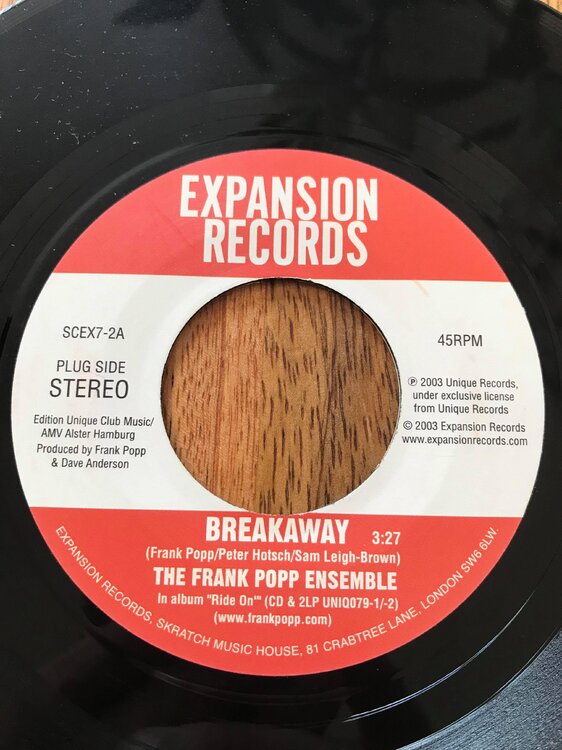 EXPANSION
RECORDS
SCEX7-2A
45RPM
PLUG SIDE
STEREO
Edition Unique Club Music/
AMV Alster Hamburg
Produced by Frank Popp
& Dave Anderson
℗ 2003 Unique Records,
under exclusive license
from Unique Records
© 2003 Expansion Records
www.expansionrecords.com
BREAKAWAY 3:27
(Frank Popp/Peter Hotsch/Sam Leigh-Brown)
THE FRANK POPP ENSEMBLE
In album "Ride On'" (CD & 2LP UNIQ079-1/-2)
(www.frankpopp.com)
EXPANSION RECORDS, SKRATCH MUSIC HOUSE, 81 CRABTREE LANE, LONDON SW6 6LW.